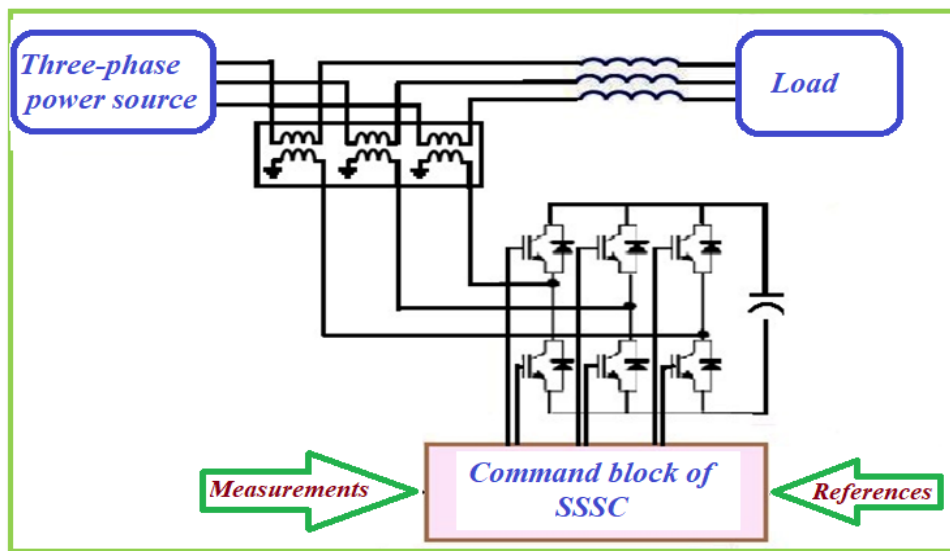 Three-phase
power source
Load
Command block of
SSSC
Measurements
References